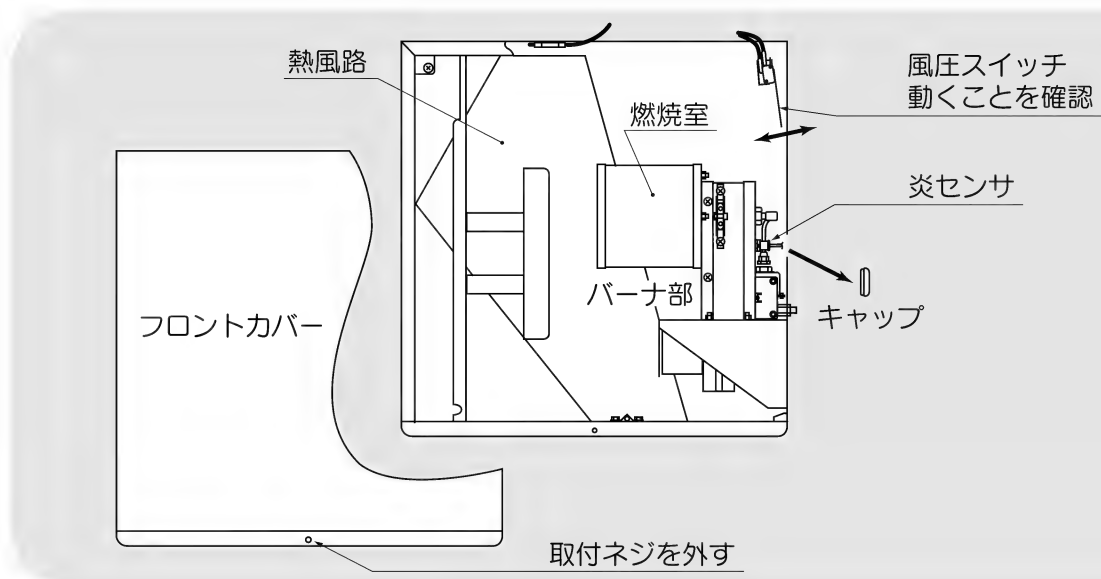 熱風路
風圧スイッチ
動くことを確認
燃焼室
炎センサ
バーナ部
キャップ
フロントカバー
取付ネジを外す